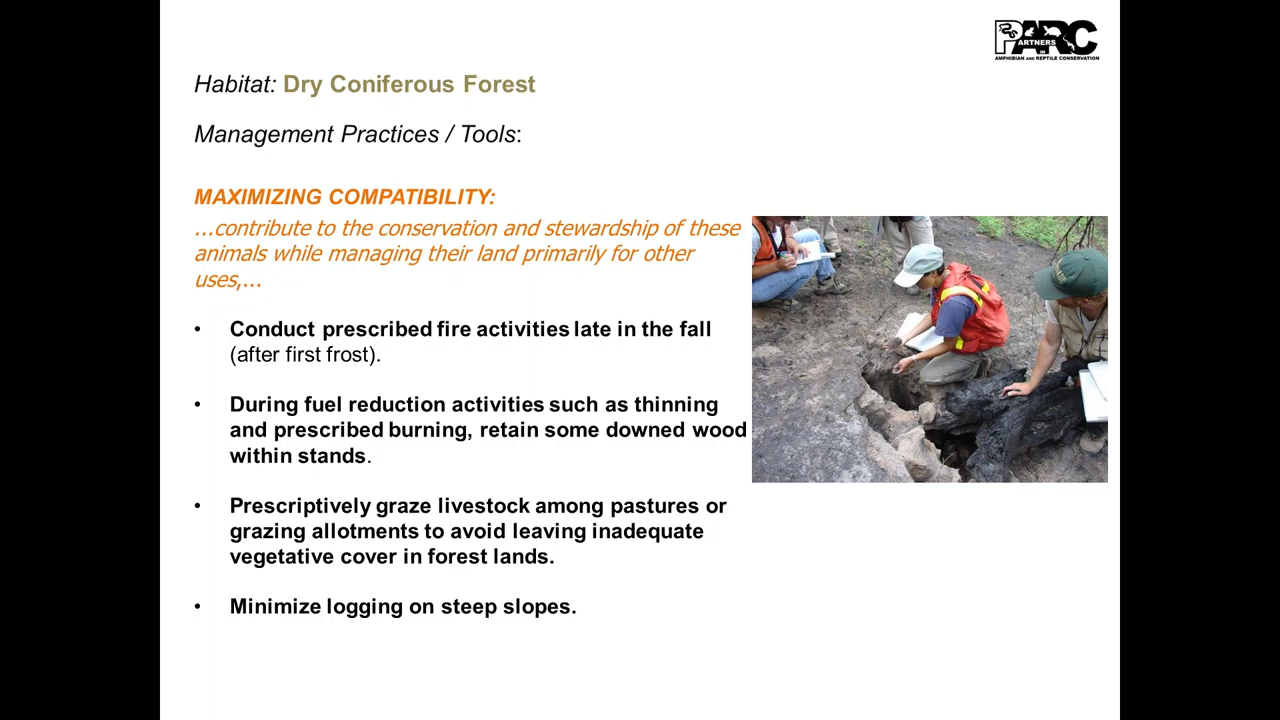 PARC
PARTNERS
IN
AMPHIBIAN AND REPTILE CONSERVATION
Habitat: Dry Coniferous Forest
Management Practices / Tools:
MAXIMIZING COMPATIBILITY:
...contribute to the conservation and stewardship of these
animals while managing their land primarily for other
uses,...
• Conduct prescribed fire activities late in the fall
(after first frost).
• During fuel reduction activities such as thinning
and prescribed burning, retain some downed wood
within stands.
• Prescriptively graze livestock among pastures or
grazing allotments to avoid leaving inadequate
vegetative cover in forest lands.
• Minimize logging on steep slopes.